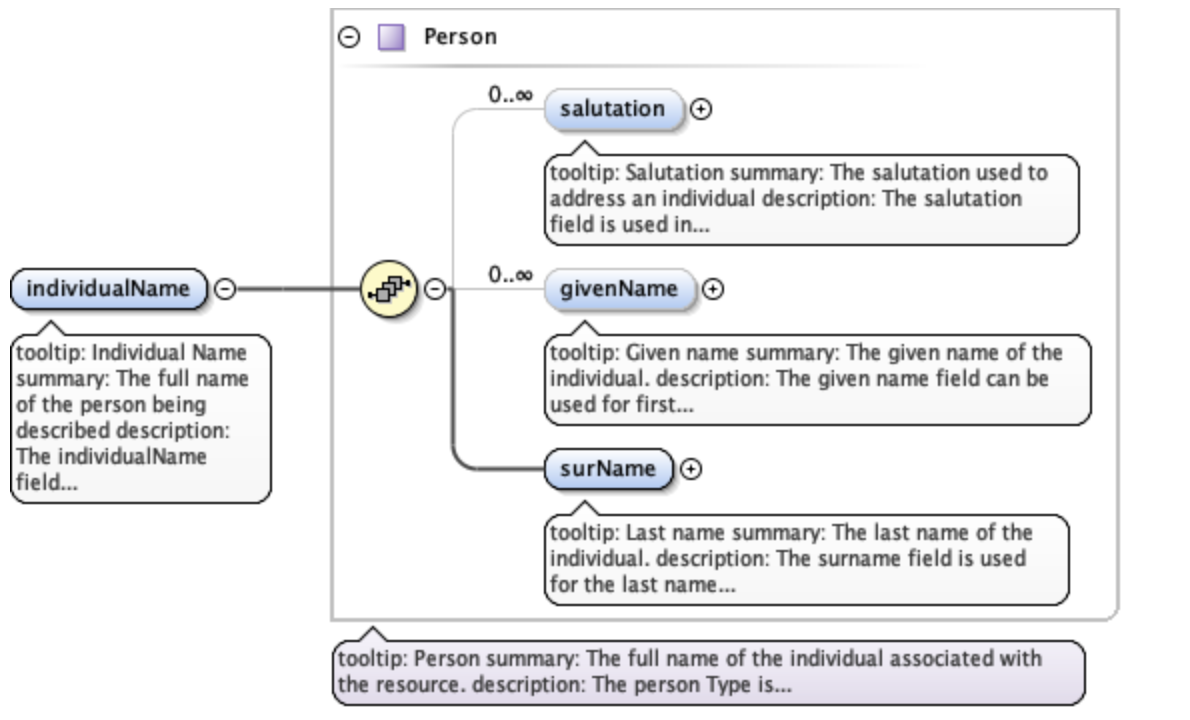 Person
0..∞
salutation
tooltip: Salutation summary: The salutation used to
address an individual description: The salutation
field is used in...
individualName
tooltip: Individual Name
summary: The full name
of the person being
described description:
The individualName
field...
0..∞
givenName
tooltip: Given name summary: The given name of the
individual. description: The given name field can be
used for first...
surName
tooltip: Last name summary: The last name of the
individual. description: The surname field is used
for the last name...
tooltip: Person summary: The full name of the individual associated with
the resource. description: The person Type is...